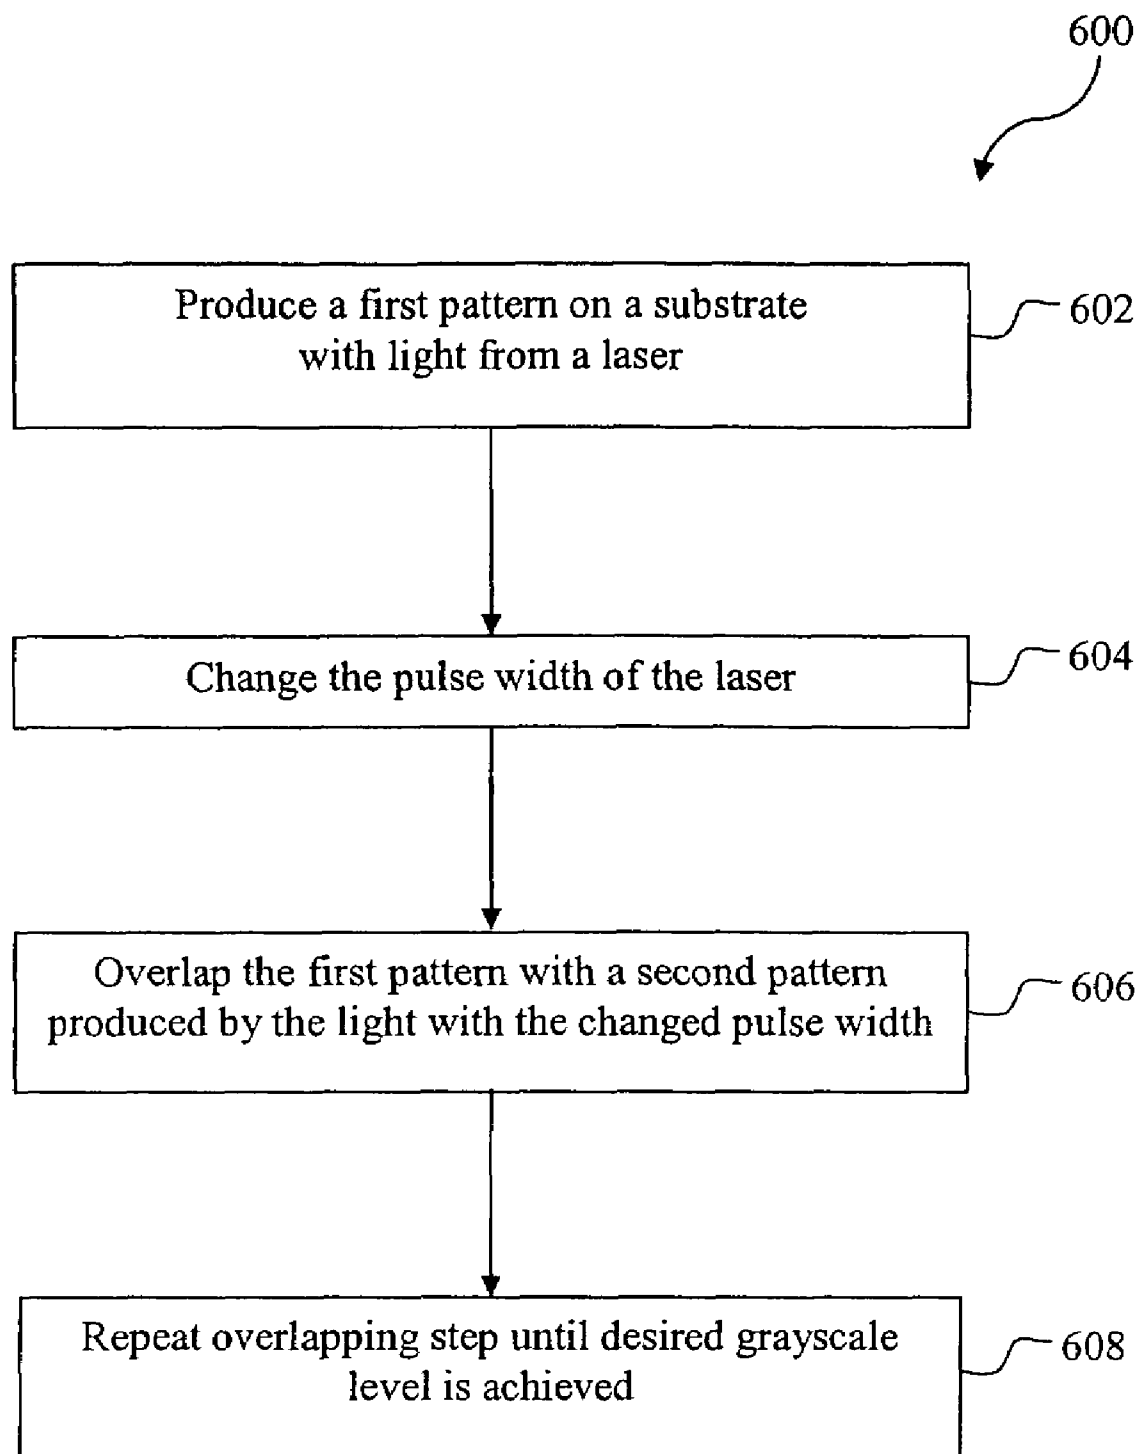 600
Produce a first pattern on a substrate
with light from a laser
602
Change the pulse width of the laser
604
Overlap the first pattern with a second pattern
produced by the light with the changed pulse width
606
Repeat overlapping step until desired grayscale
level is achieved
608